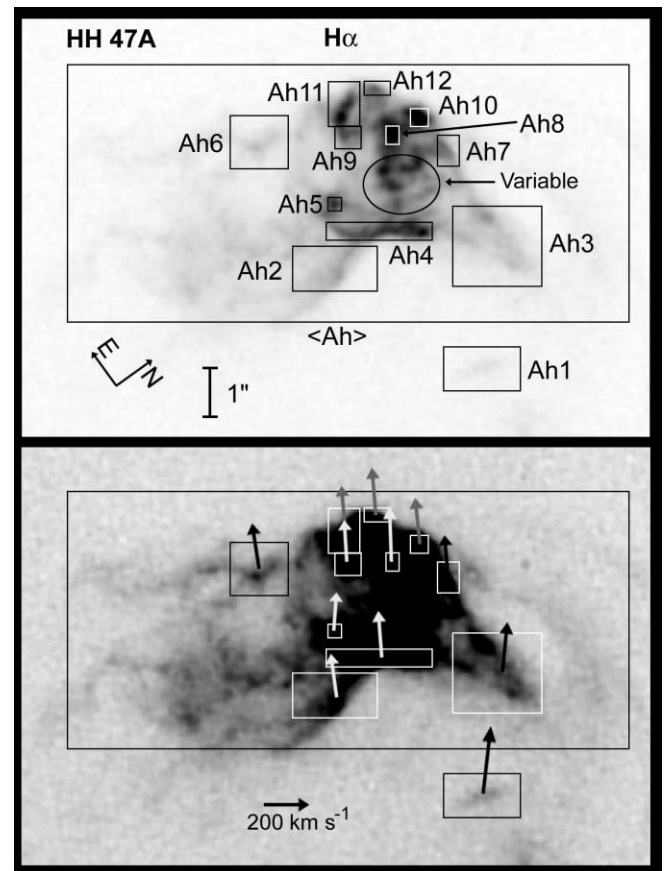 HH 47A Hα
Ah12
Ah11
Ah10
Ah8
Ah6
Ah9
Ah7
Variable
Ah5
Ah3
Ah4
Ah2
<Ah>
E
N
1"
Ah1
200 km s⁻¹